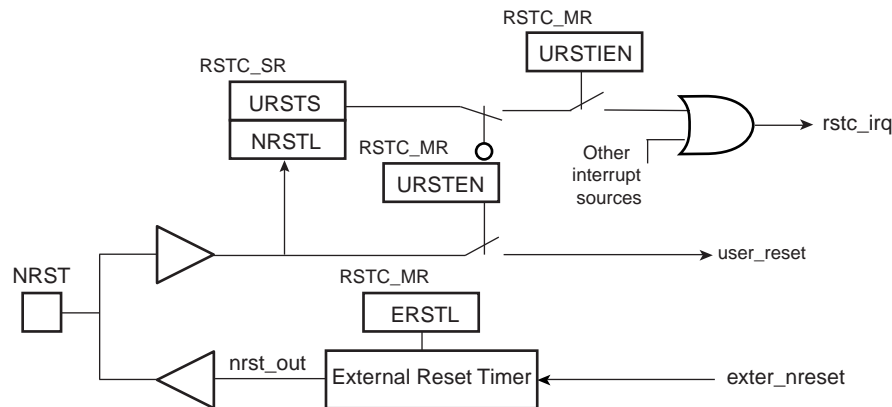 RSTC_MR
URSTIEN
RSTC_SR
URSTS
NRSTL
rstc_irq
RSTC_MR
Other
interrupt
sources
URSTEN
user_reset
NRST
RSTC_MR
ERSTL
nrst_out
External Reset Timer
exter_nreset